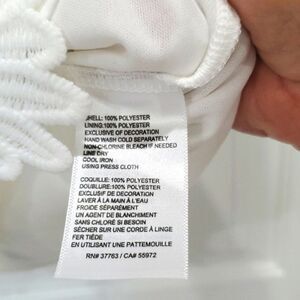 SHELL: 100% POLYESTER
LINING: 100% POLYESTER
EXCLUSIVE OF DECORATION
HAND WASH COLD SEPARATELY
NON-CHLORINE BLEACH IF NEEDED
LINE DRY
COOL IRON
USING PRESS CLOTH
COQUILLE: 100% POLYESTER
DOUBLURE: 100% POLYESTER
EXCLUSIF DE DECORATION
LAVER À LA MAIN À L'EAU
FROIDE SÉPARÉMENT
UN AGENT DE BLANCHIMENT
SANS CHLORÉ SI BESOIN
SÉCHER SUR UNE CORDE À LINGE
FER TIÈDE
EN UTILISANT UNE PATTEMOUILLE
RN# 37763 / CA# 55972